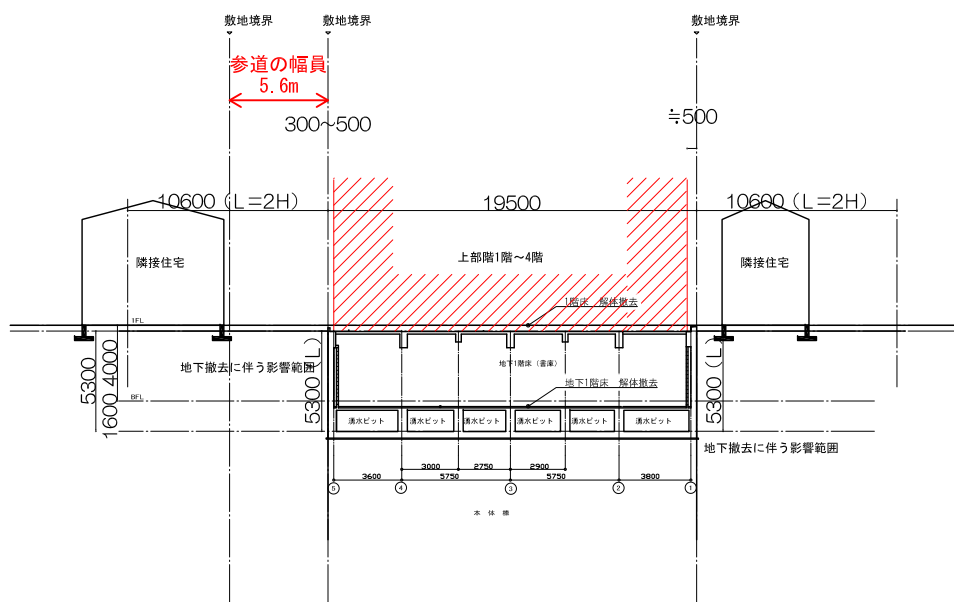 敷地境界
敷地境界
敷地境界
参道の幅員
5.6m
300～500
≒500
10600（L＝2H）
19500
10600（L＝2H）
上部階1階～4階
隣接住宅
隣接住宅
1階床　解体撤去
1FL
地下撤去に伴う影響範囲
地下1階床（書庫）
地下1階床　解体撤去
5300
4000
1600
BFL
5300（L）
5300（L）
湧水ピット
湧水ピット
湧水ピット
湧水ピット
湧水ピット
湧水ピット
地下撤去に伴う影響範囲
3000
2750
2900
3600
5750
5750
3800
5
4
3
2
1
本　体　棟